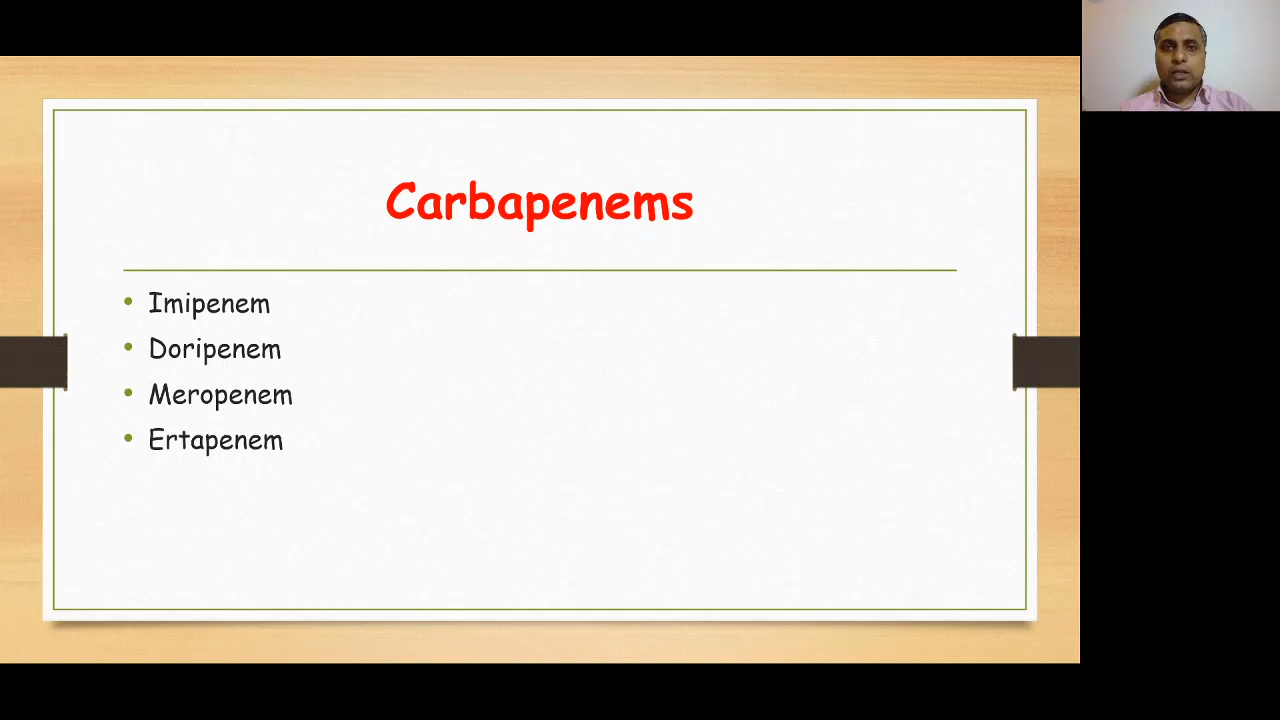 Carbapenems
• Imipenem
• Doripenem
• Meropenem
• Ertapenem